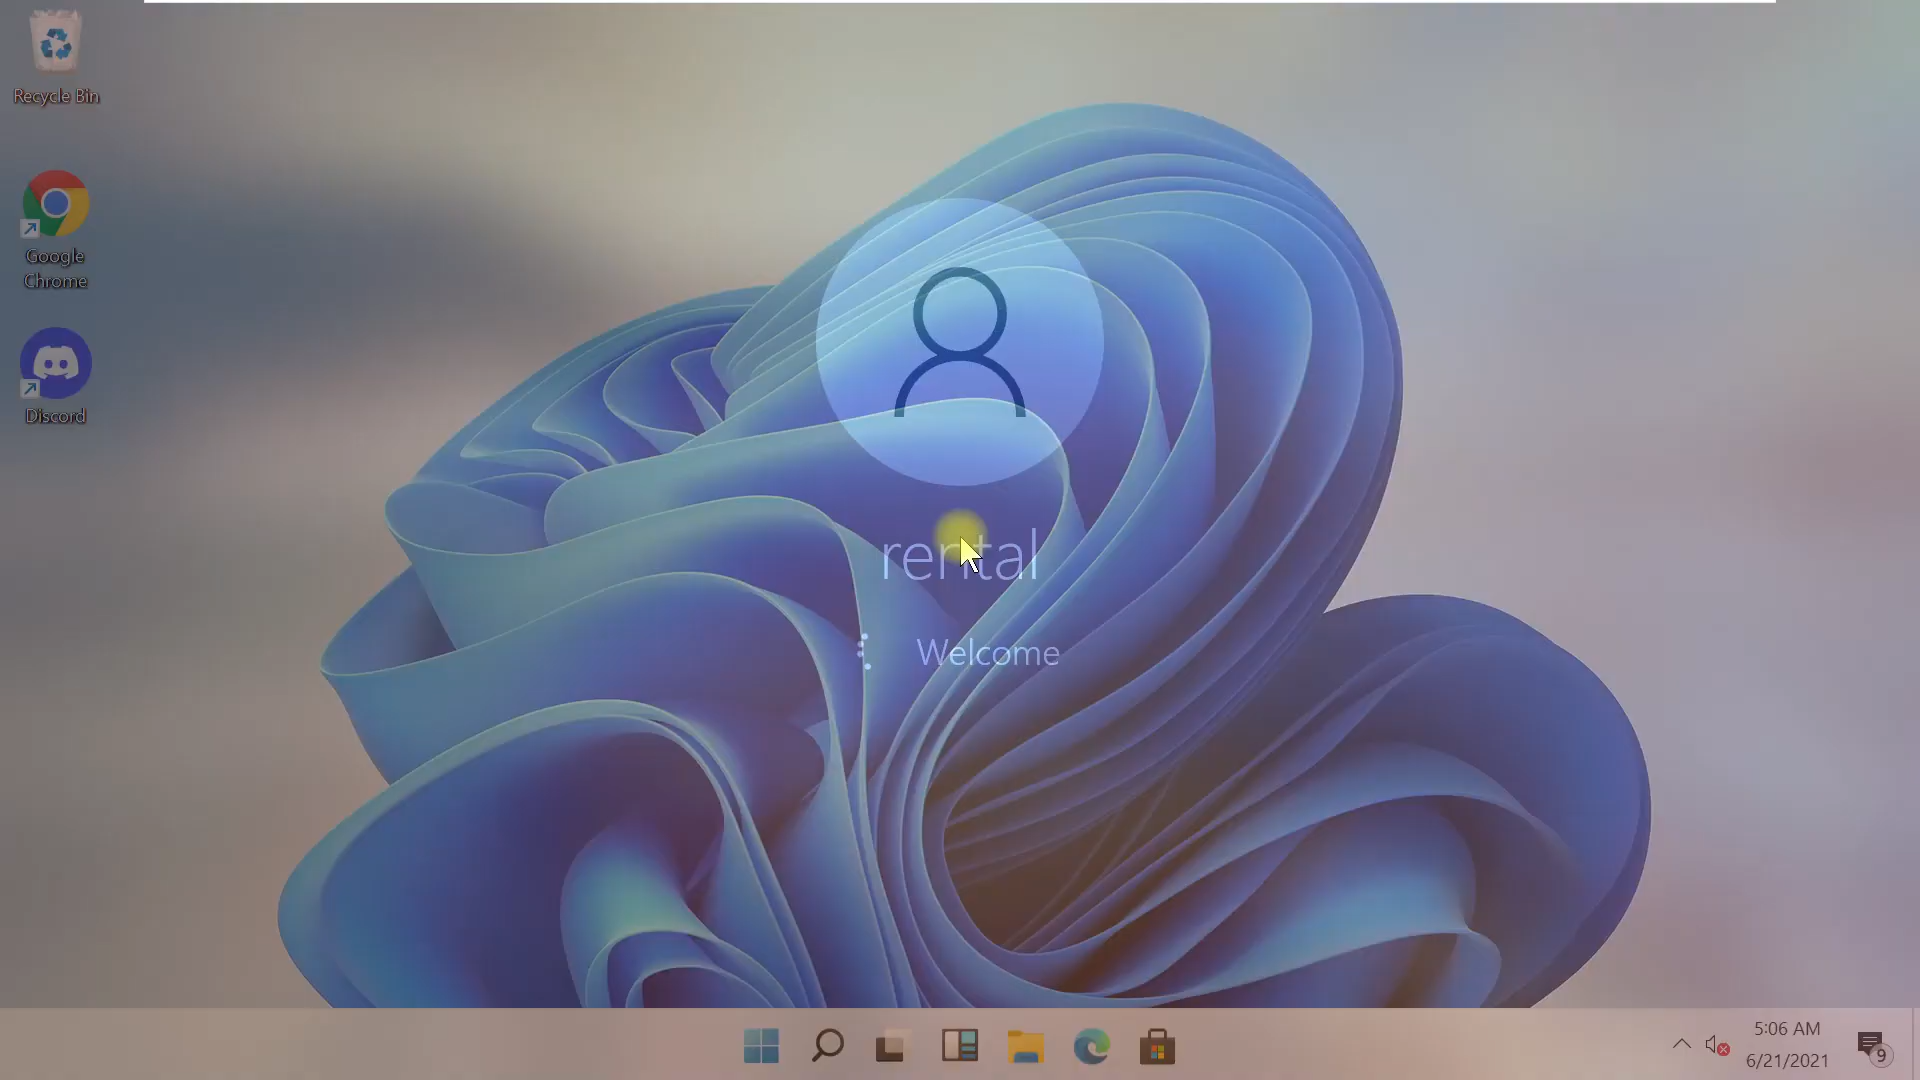 Recycle Bin
Google
Chrome
Discord
rental
Welcome
5:06 AM
6/21/2021
9